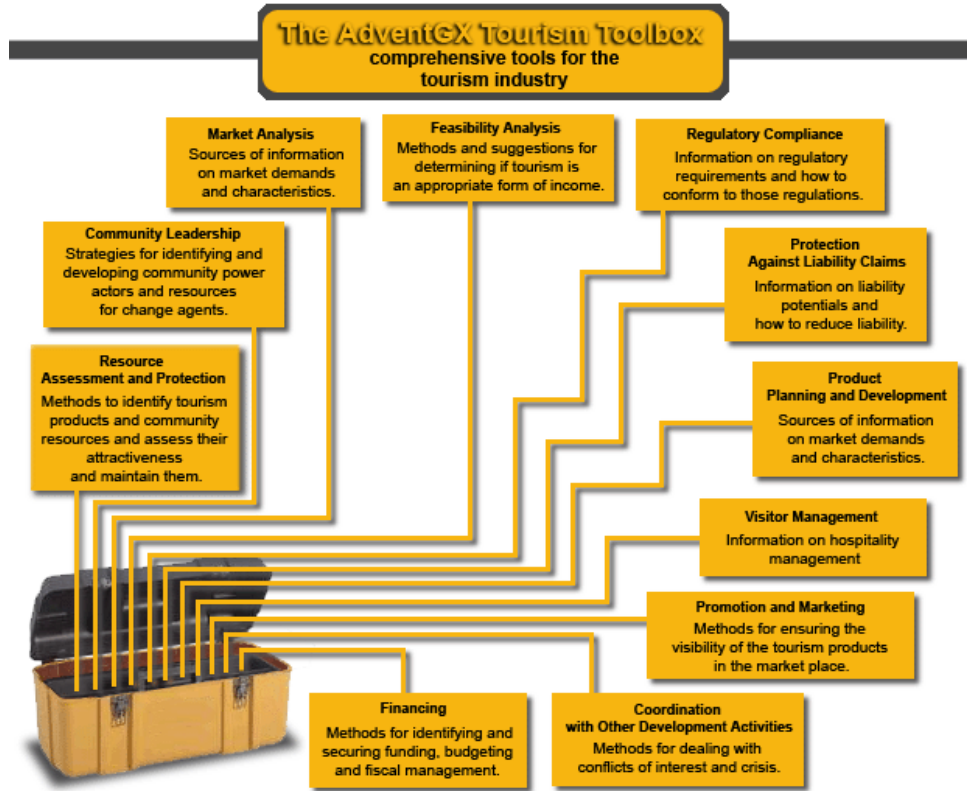 The AdventGX Tourism Toolbox
comprehensive tools for the
tourism industry
Market Analysis
Sources of information
on market demands
and characteristics.
Feasibility Analysis
Methods and suggestions for
determining if tourism is
an appropriate form of income.
Regulatory Compliance
Information on regulatory
requirements and how to
conform to those regulations.
Community Leadership
Strategies for identifying and
developing community power
actors and resources
for change agents.
Protection
Against Liability Claims
Information on liability
potentials and
how to reduce liability.
Resource
Assessment and Protection
Methods to identify tourism
products and community
resources and assess their
attractiveness
and maintain them.
Product
Planning and Development
Sources of information
on market demands
and characteristics.
Visitor Management
Information on hospitality
management
Promotion and Marketing
Methods for ensuring the
visibility of the tourism products
in the market place.
Financing
Methods for identifying and
securing funding, budgeting
and fiscal management.
Coordination
with Other Development Activities
Methods for dealing with
conflicts of interest and crisis.